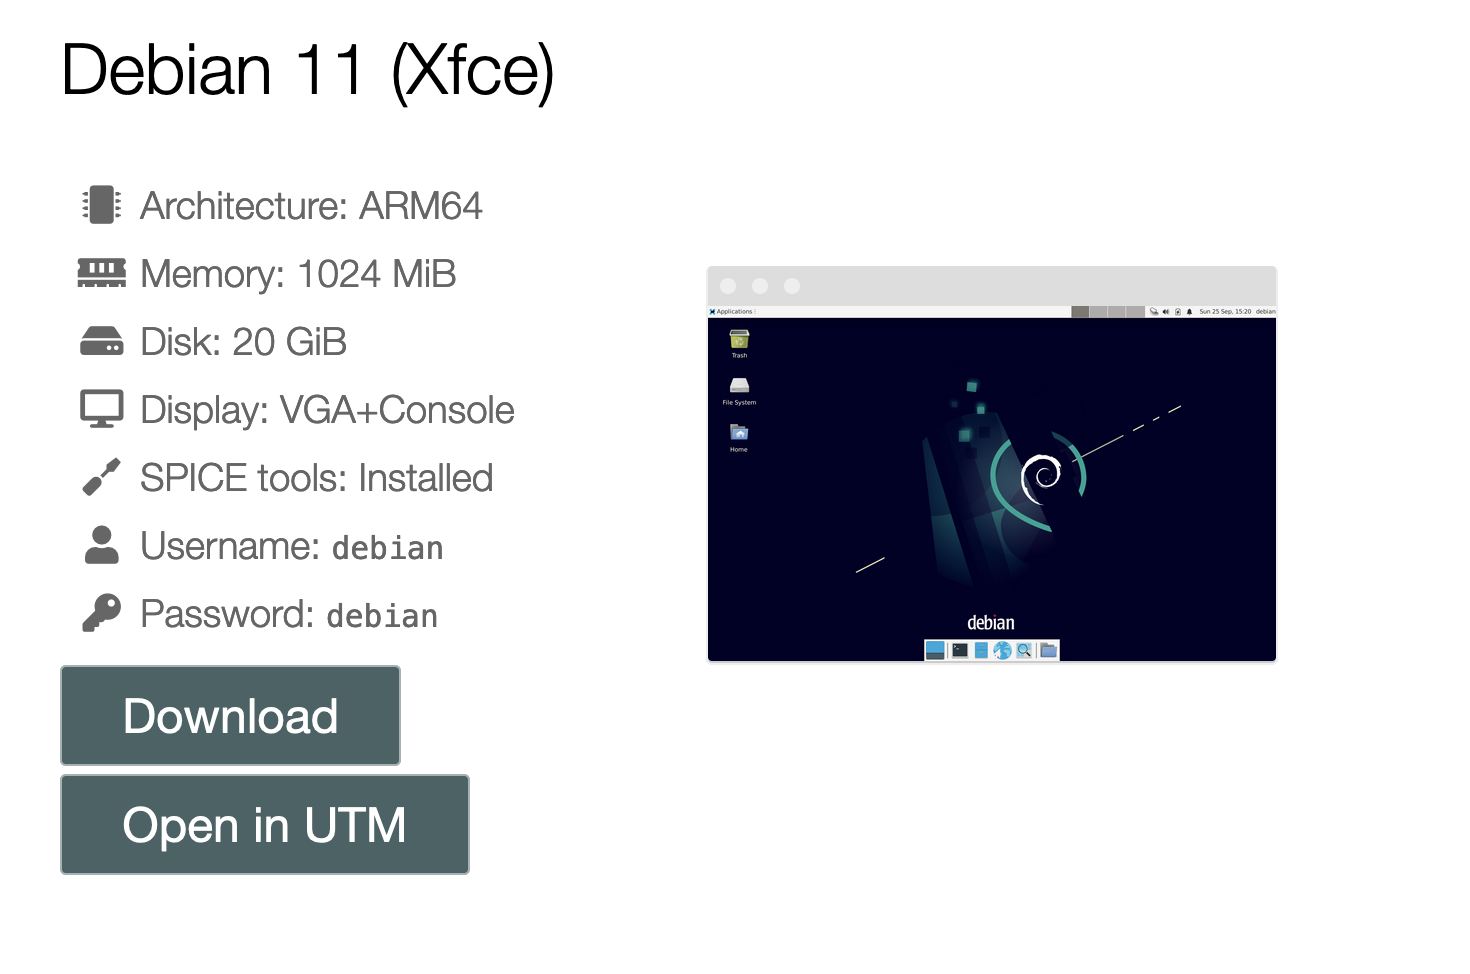 Debian 11 (Xfce)
Architecture: ARM64
Memory: 1024 MiB
Disk: 20 GiB
Display: VGA+Console
SPICE tools: Installed
Username: debian
Password: debian
Download
Open in UTM
Applications
Sun 25 Sep, 15:20 debian
Trash
File System
Home
debian